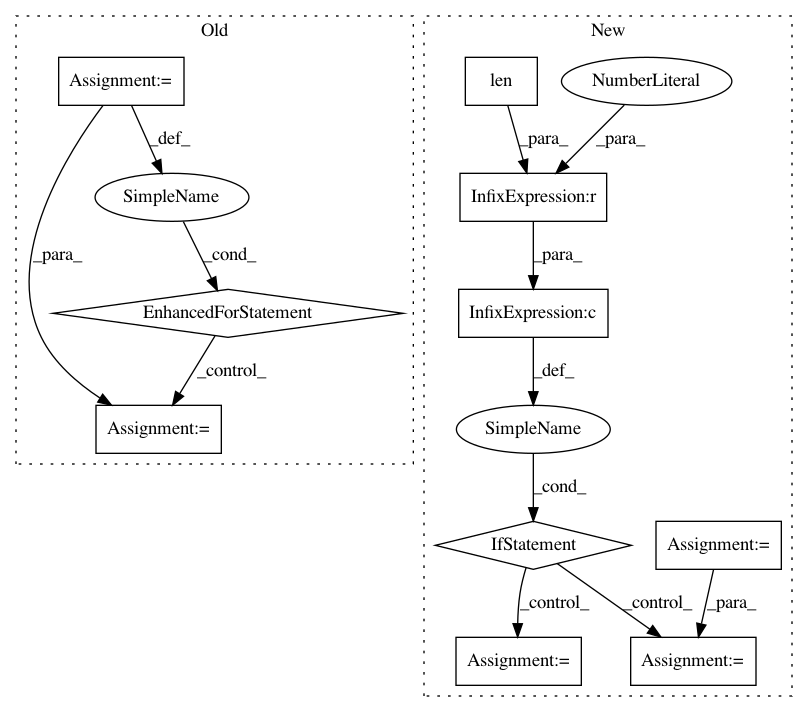 Old
New
Assignment:=
len
NumberLiteral
_def_
_para_
_para_
SimpleName
InfixExpression:r
_para_
_cond_
_para_
EnhancedForStatement
InfixExpression:c
_control_
_def_
Assignment:=
SimpleName
_cond_
IfStatement
Assignment:=
_control_
_control_
_para_
Assignment:=
Assignment:=